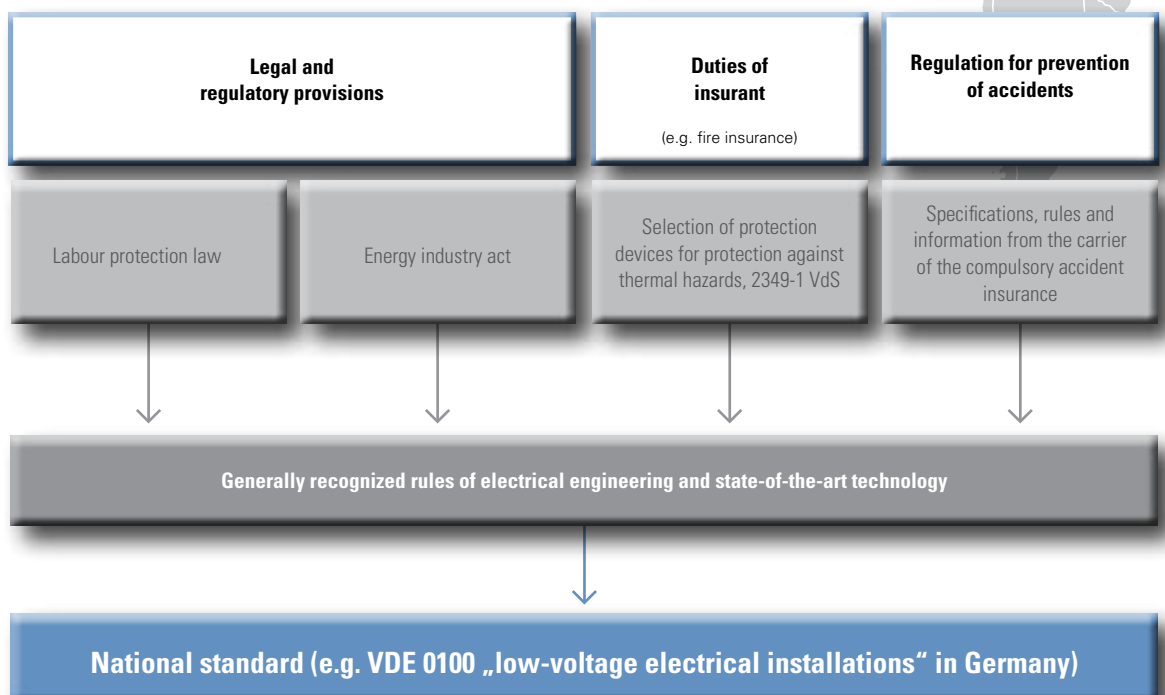 Legal and
regulatory provisions
Duties of
insurant
(e.g. fire insurance)
Regulation for prevention
of accidents
Labour protection law
Energy industry act
Selection of protection
devices for protection against
thermal hazards, 2349-1 VdS
Specifications, rules and
information from the carrier
of the compulsory accident
insurance
Generally recognized rules of electrical engineering and state-of-the-art technology
National standard (e.g. VDE 0100 „low-voltage electrical installations“ in Germany)